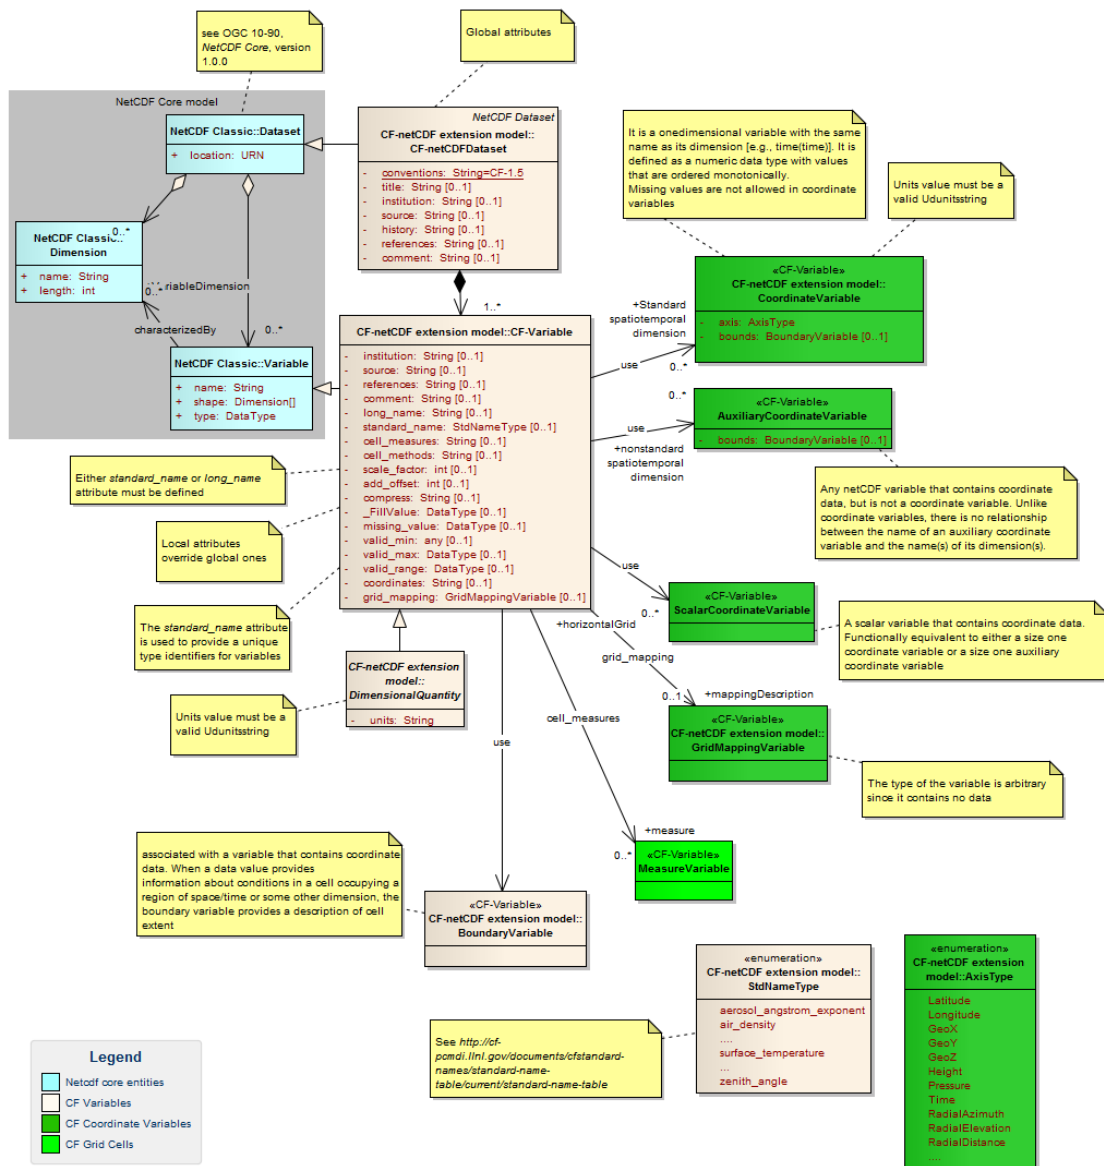 see OGC 10-90,
NetCDF Core, version
1.0.0
Global attributes
NetCDF Core model
NetCDF Classic::Dataset
+ location: URN
NetCDF Dataset
CF-netCDF extension model::
CF-netCDFDataset
- conventions: String=CF-1.5
- title: String [0..1]
- institution: String [0..1]
- source: String [0..1]
- history: String [0..1]
- references: String [0..1]
- comment: String [0..1]
It is a onedimensional variable with the same
name as its dimension [e.g., time(time)]. It is
defined as a numeric data type with values
that are ordered monotonically.
Missing values are not allowed in coordinate
variables
Units value must be a
valid Udunitsstring
NetCDF Classic::
Dimension
+ name: String
+ length: int
0..*
0..*
riableDimension
characterizedBy
0..*
NetCDF Classic::Variable
+ name: String
+ shape: Dimension[]
+ type: DataType
1..*
CF-netCDF extension model::CF-Variable
- institution: String [0..1]
- source: String [0..1]
- references: String [0..1]
- comment: String [0..1]
- long_name: String [0..1]
- standard_name: StdNameType [0..1]
- cell_measures: String [0..1]
- cell_methods: String [0..1]
- scale_factor: int [0..1]
- add_offset: int [0..1]
- compress: String [0..1]
- _FillValue: DataType [0..1]
- missing_value: DataType [0..1]
- valid_min: any [0..1]
- valid_max: DataType [0..1]
- valid_range: DataType [0..1]
- coordinates: String [0..1]
- grid_mapping: GridMappingVariable [0..1]
+Standard
spatiotemporal
dimension
use
0..*
«CF-Variable»
CF-netCDF extension model::
CoordinateVariable
- axis: AxisType
- bounds: BoundaryVariable [0..1]
0..*
use
+nonstandard
spatiotemporal
dimension
«CF-Variable»
AuxiliaryCoordinateVariable
- bounds: BoundaryVariable [0..1]
Any netCDF variable that contains coordinate
data, but is not a coordinate variable. Unlike
coordinate variables, there is no relationship
between the name of an auxiliary coordinate
variable and the name(s) of its dimension(s).
Either standard_name or long_name
attribute must be defined
Local attributes
override global ones
The standard_name attribute
is used to provide a unique
type identifiers for variables
Units value must be a
valid Udunitsstring
CF-netCDF extension
model::
DimensionalQuantity
- units: String
use
0..*
«CF-Variable»
ScalarCoordinateVariable
A scalar variable that contains coordinate data.
Functionally equivalent to either a size one
coordinate variable or a size one auxiliary
coordinate variable
+horizontalGrid
grid_mapping
0..1
+mappingDescription
«CF-Variable»
CF-netCDF extension model::
GridMappingVariable
The type of the variable is arbitrary
since it contains no data
cell_measures
use
+measure
0..*
«CF-Variable»
MeasureVariable
associated with a variable that contains coordinate
data. When a data value provides
information about conditions in a cell occupying a
region of space/time or some other dimension, the
boundary variable provides a description of cell
extent
«CF-Variable»
CF-netCDF extension model::
BoundaryVariable
«enumeration»
CF-netCDF extension model::
StdNameType
aerosol_angstrom_exponent
air_density
....
surface_temperature
...
zenith_angle
See http://cf-
pcmdi.llnl.gov/documents/cfstandard-
names/standard-name-
table/current/standard-name-table
«enumeration»
CF-netCDF extension
model::AxisType
Latitude
Longitude
GeoX
GeoY
GeoZ
Height
Pressure
Time
RadialAzimuth
RadialElevation
RadialDistance
....
Legend
Netcdf core entities
CF Variables
CF Coordinate Variables
CF Grid Cells